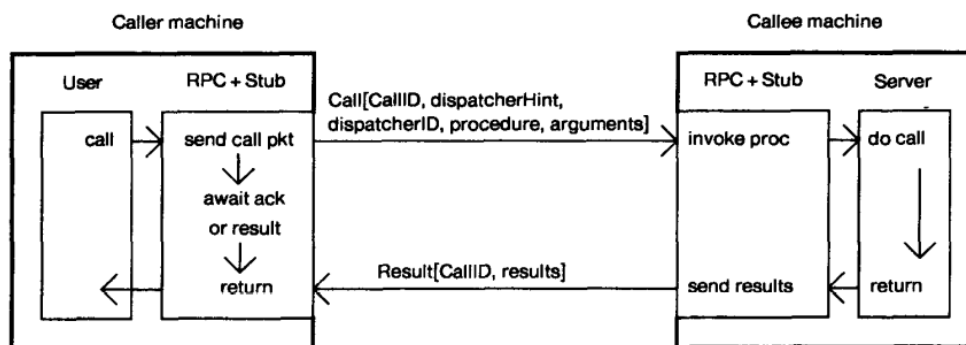 Caller machine
Callee machine
User
RPC + Stub
RPC + Stub
Server
Call[CallID, dispatcherHint,
dispatcherID, procedure, arguments]
call
send call pkt
invoke proc
do call
await ack
or result
Result[CallID, results]
return
send results
return